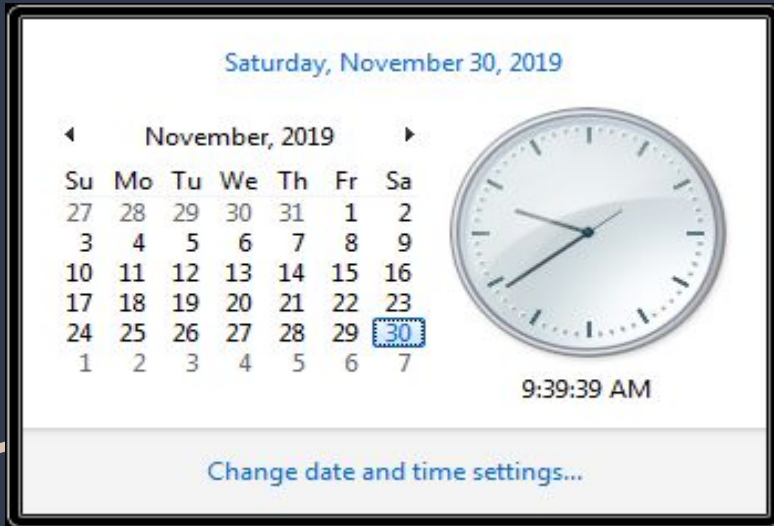 Saturday, November 30, 2019
November, 2019
Su Mo Tu We Th Fr Sa
27 28 29 30 31 1 2
3 4 5 6 7 8 9
10 11 12 13 14 15 16
17 18 19 20 21 22 23
24 25 26 27 28 29 30
1 2 3 4 5 6 7
9:39:39 AM
Change date and time settings...